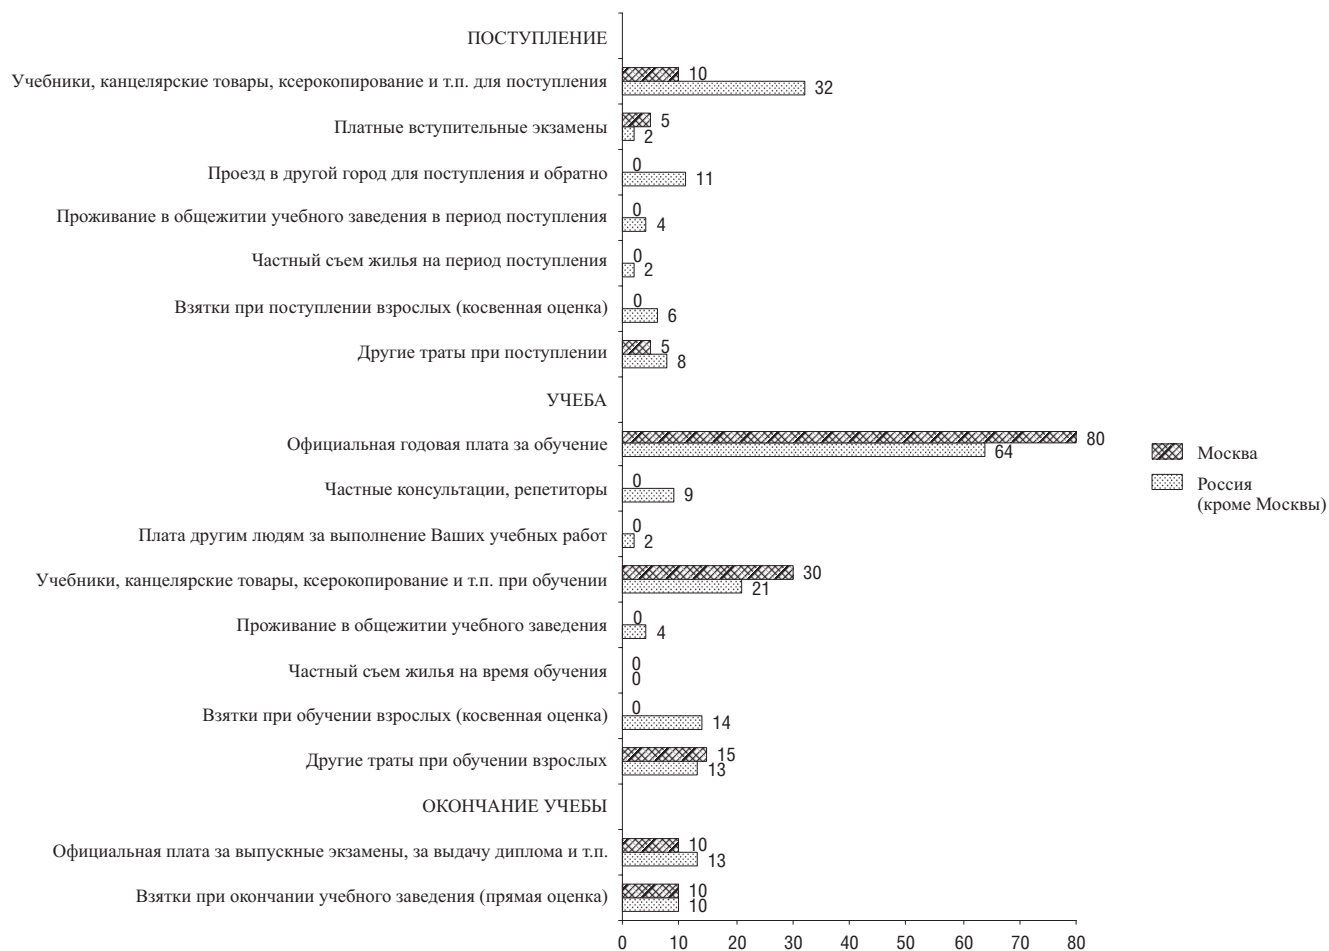 ПОСТУПЛЕНИЕ
Учебники, канцелярские товары, ксерокопирование и т.п. для поступления
10
32
Платные вступительные экзамены
5
2
Проезд в другой город для поступления и обратно
0
11
Проживание в общежитии учебного заведения в период поступления
0
4
Частный съем жилья на период поступления
0
2
Взятки при поступлении взрослых (косвенная оценка)
0
6
Другие траты при поступлении
5
8
УЧЕБА
Официальная годовая плата за обучение
80
64
Частные консультации, репетиторы
0
9
Плата другим людям за выполнение Ваших учебных работ
0
2
Учебники, канцелярские товары, ксерокопирование и т.п. при обучении
30
21
Проживание в общежитии учебного заведения
0
4
Частный съем жилья на время обучения
0
0
Взятки при обучении взрослых (косвенная оценка)
0
14
Другие траты при обучении взрослых
15
13
ОКОНЧАНИЕ УЧЕБЫ
Официальная плата за выпускные экзамены, за выдачу диплома и т.п.
10
13
Взятки при окончании учебного заведения (прямая оценка)
10
10
0 10 20 30 40 50 60 70 80
Москва
Россия
(кроме Москвы)